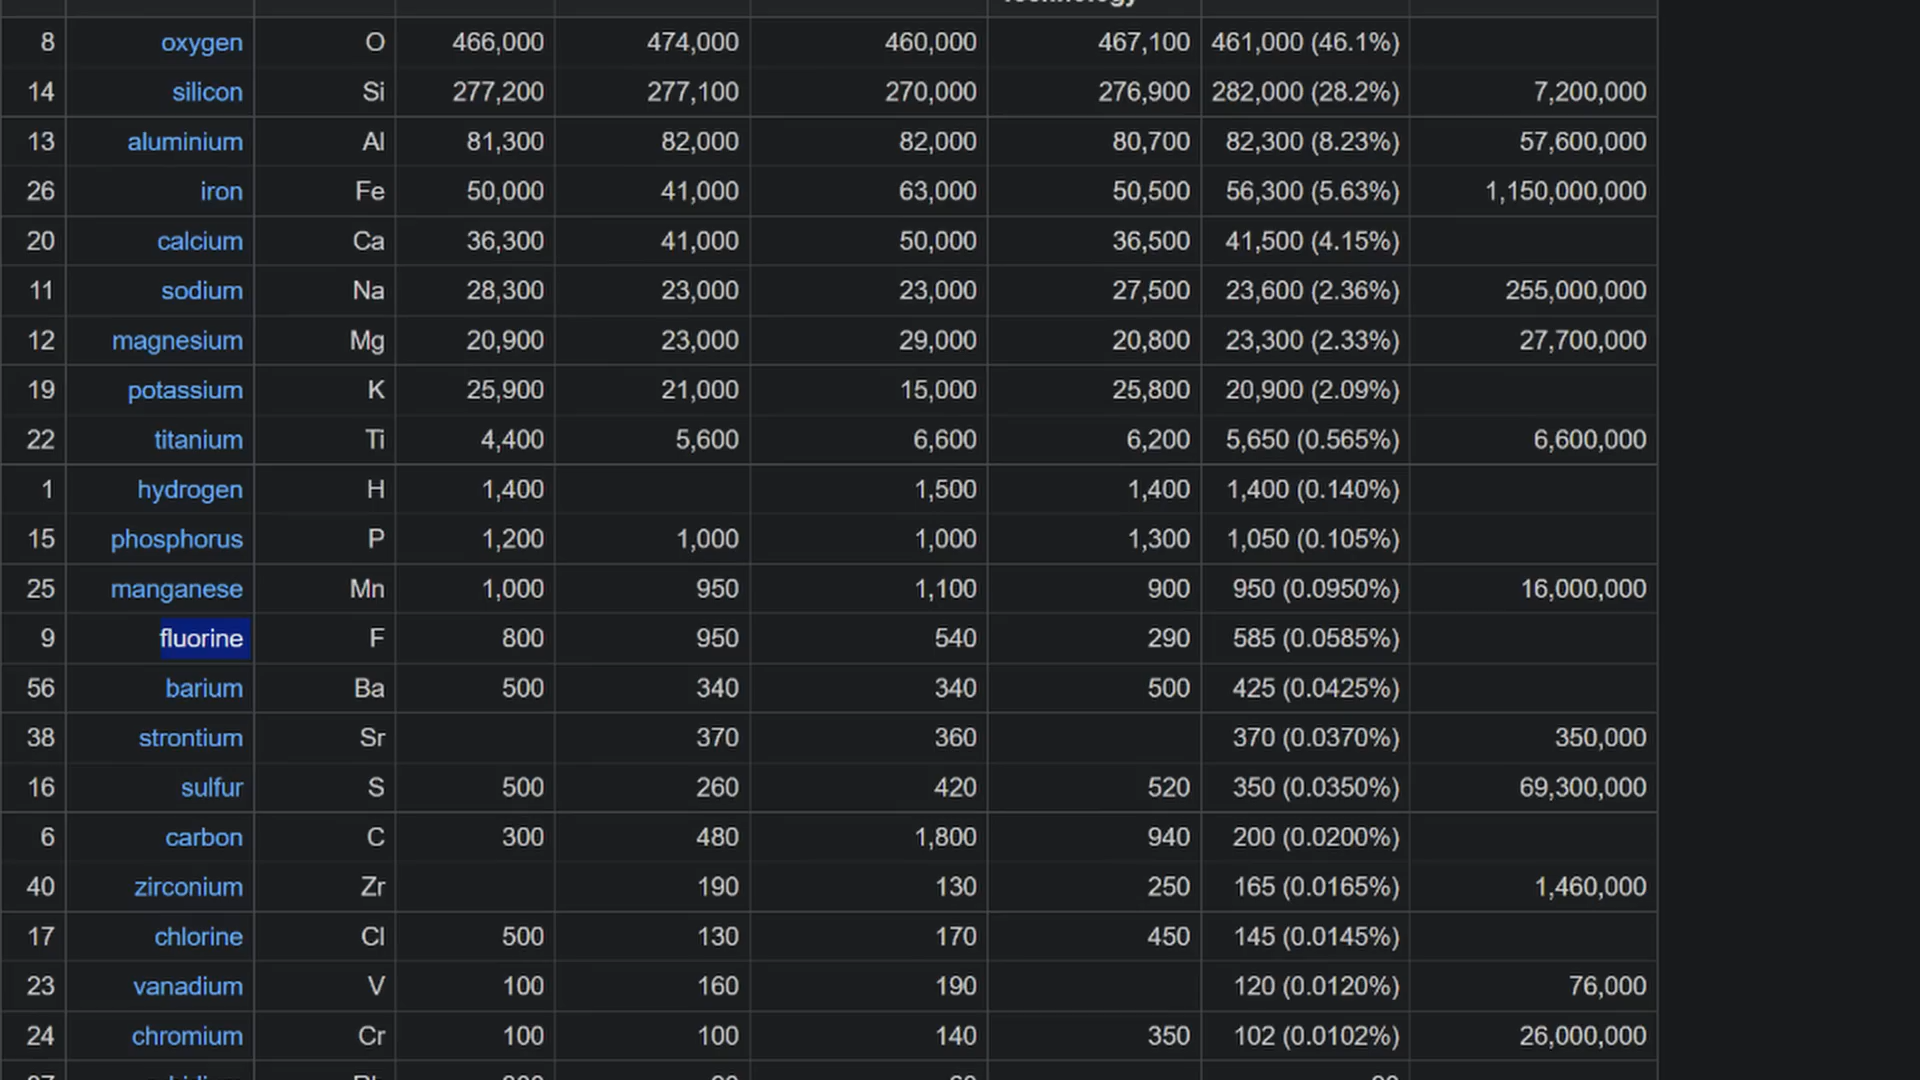 8 oxygen O 466,000 474,000 460,000 467,100 461,000 (46.1%)
14 silicon Si 277,200 277,100 270,000 276,900 282,000 (28.2%) 7,200,000
13 aluminium Al 81,300 82,000 82,000 80,700 82,300 (8.23%) 57,600,000
26 iron Fe 50,000 41,000 63,000 50,500 56,300 (5.63%) 1,150,000,000
20 calcium Ca 36,300 41,000 50,000 36,500 41,500 (4.15%)
11 sodium Na 28,300 23,000 23,000 27,500 23,600 (2.36%) 255,000,000
12 magnesium Mg 20,900 23,000 29,000 20,800 23,300 (2.33%) 27,700,000
19 potassium K 25,900 21,000 15,000 25,800 20,900 (2.09%)
22 titanium Ti 4,400 5,600 6,600 6,200 5,650 (0.565%) 6,600,000
1 hydrogen H 1,400 1,500 1,400 1,400 (0.140%)
15 phosphorus P 1,200 1,000 1,000 1,300 1,050 (0.105%)
25 manganese Mn 1,000 950 1,100 900 950 (0.0950%) 16,000,000
9 fluorine F 800 950 540 290 585 (0.0585%)
56 barium Ba 500 340 340 500 425 (0.0425%)
38 strontium Sr 370 360 370 (0.0370%) 350,000
16 sulfur S 500 260 420 520 350 (0.0350%) 69,300,000
6 carbon C 300 480 1,800 940 200 (0.0200%)
40 zirconium Zr 190 130 250 165 (0.0165%) 1,460,000
17 chlorine Cl 500 130 170 450 145 (0.0145%)
23 vanadium V 100 160 190 120 (0.0120%) 76,000
24 chromium Cr 100 100 140 350 102 (0.0102%) 26,000,000